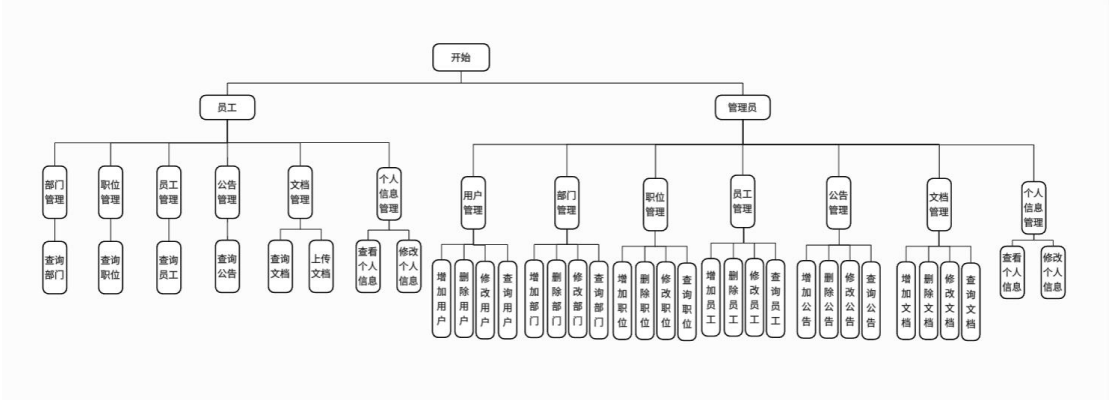 开始
员工
管理员
部门
管理
职位
管理
员工
管理
公告
管理
文档
管理
个人
信息
管理
用户
管理
部门
管理
职位
管理
员工
管理
公告
管理
文档
管理
个人
信息
管理
查询
部门
查询
职位
查询
员工
查询
公告
查询
文档
上传
文档
查看
个人
信息
修改
个人
信息
增加用户
删除用户
修改用户
查询用户
增加部门
删除部门
修改部门
查询部门
增加职位
删除职位
修改职位
查询职位
增加员工
删除员工
修改员工
查询员工
增加公告
删除公告
修改公告
查询公告
增加文档
删除文档
修改文档
查询文档
查看
个人
信息
修改
个人
信息